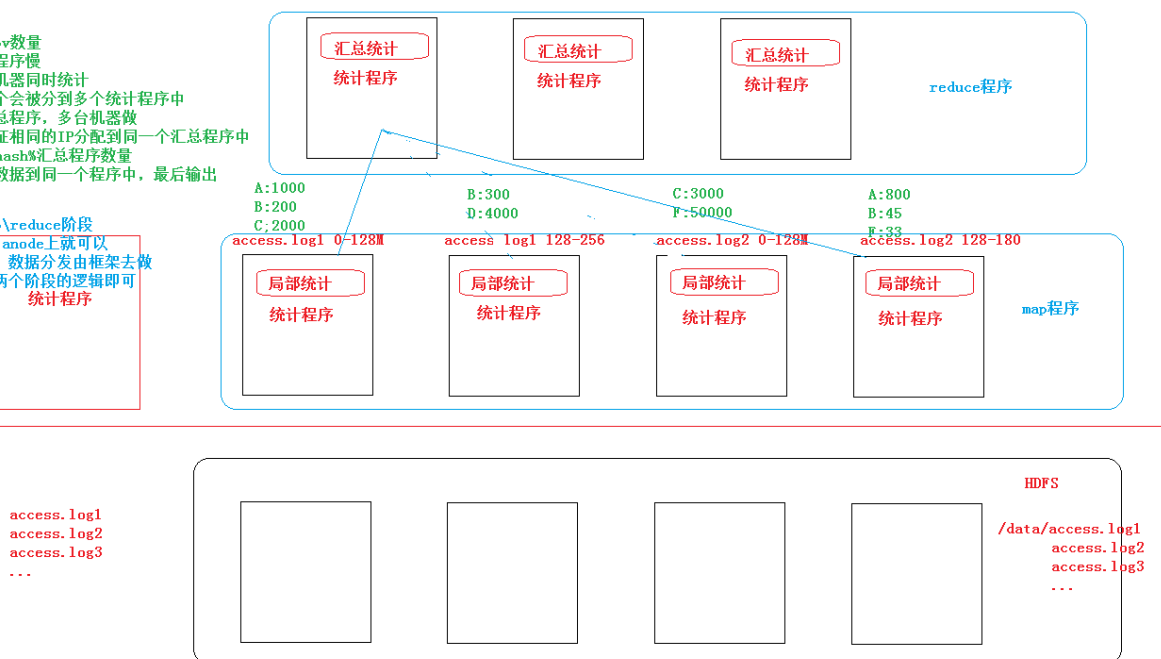 v数量
程序慢
机器同时统计
个会被分到多个统计程序中
总程序，多台机器做
证相同的IP分配到同一个汇总程序中
hash%汇总程序数量
数据到同一个程序中，最后输出
\reduce阶段
anode上就可以
数据分发由框架去做
两个阶段的逻辑即可
统计程序
汇总统计
统计程序
汇总统计
统计程序
汇总统计
统计程序
reduce程序
A:1000
B:200
C:2000
B:300
D:4000
C:3000
F:50000
A:800
B:45
F:33
access.log1 0-128M
access log1 128-256
access.log2 0-128M
access.log2 128-180
局部统计
统计程序
局部统计
统计程序
局部统计
统计程序
局部统计
统计程序
map程序
access.log1
access.log2
access.log3
...
HDFS
/data/access.log1
access.log2
access.log3
...